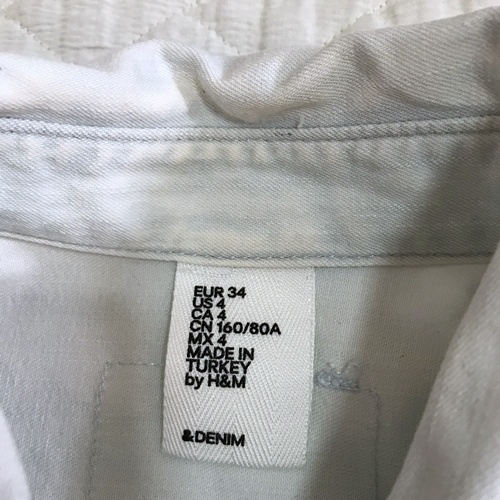 EUR 34
US 4
CA 4
CN 160/80A
MX 4
MADE IN
TURKEY
by H&M
&DENIM